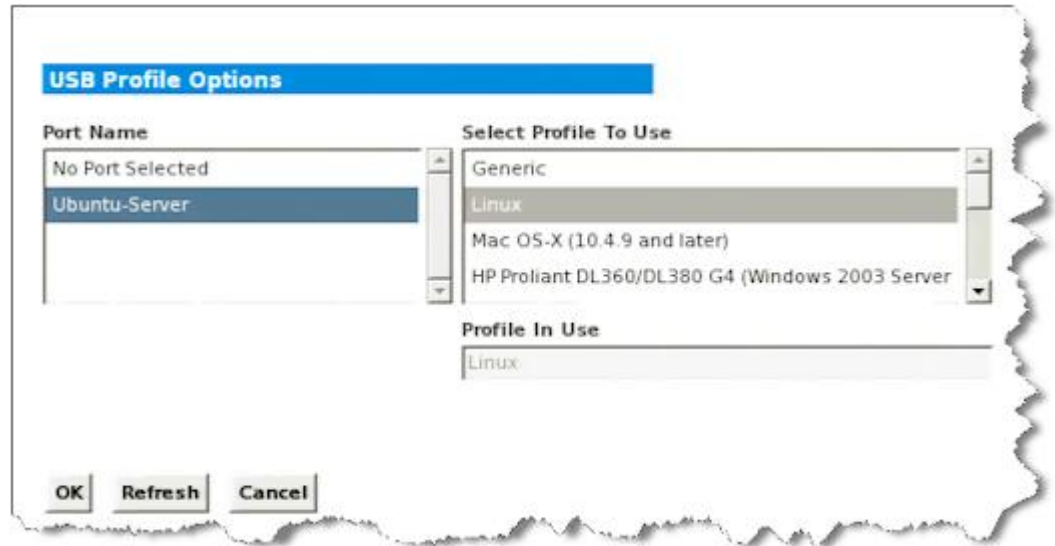 USB Profile Options
Port Name
No Port Selected
Ubuntu-Server
Select Profile To Use
Generic
Linux
Mac OS-X (10.4.9 and later)
HP Proliant DL360/DL380 G4 (Windows 2003 Server
Profile In Use
Linux
OK Refresh Cancel